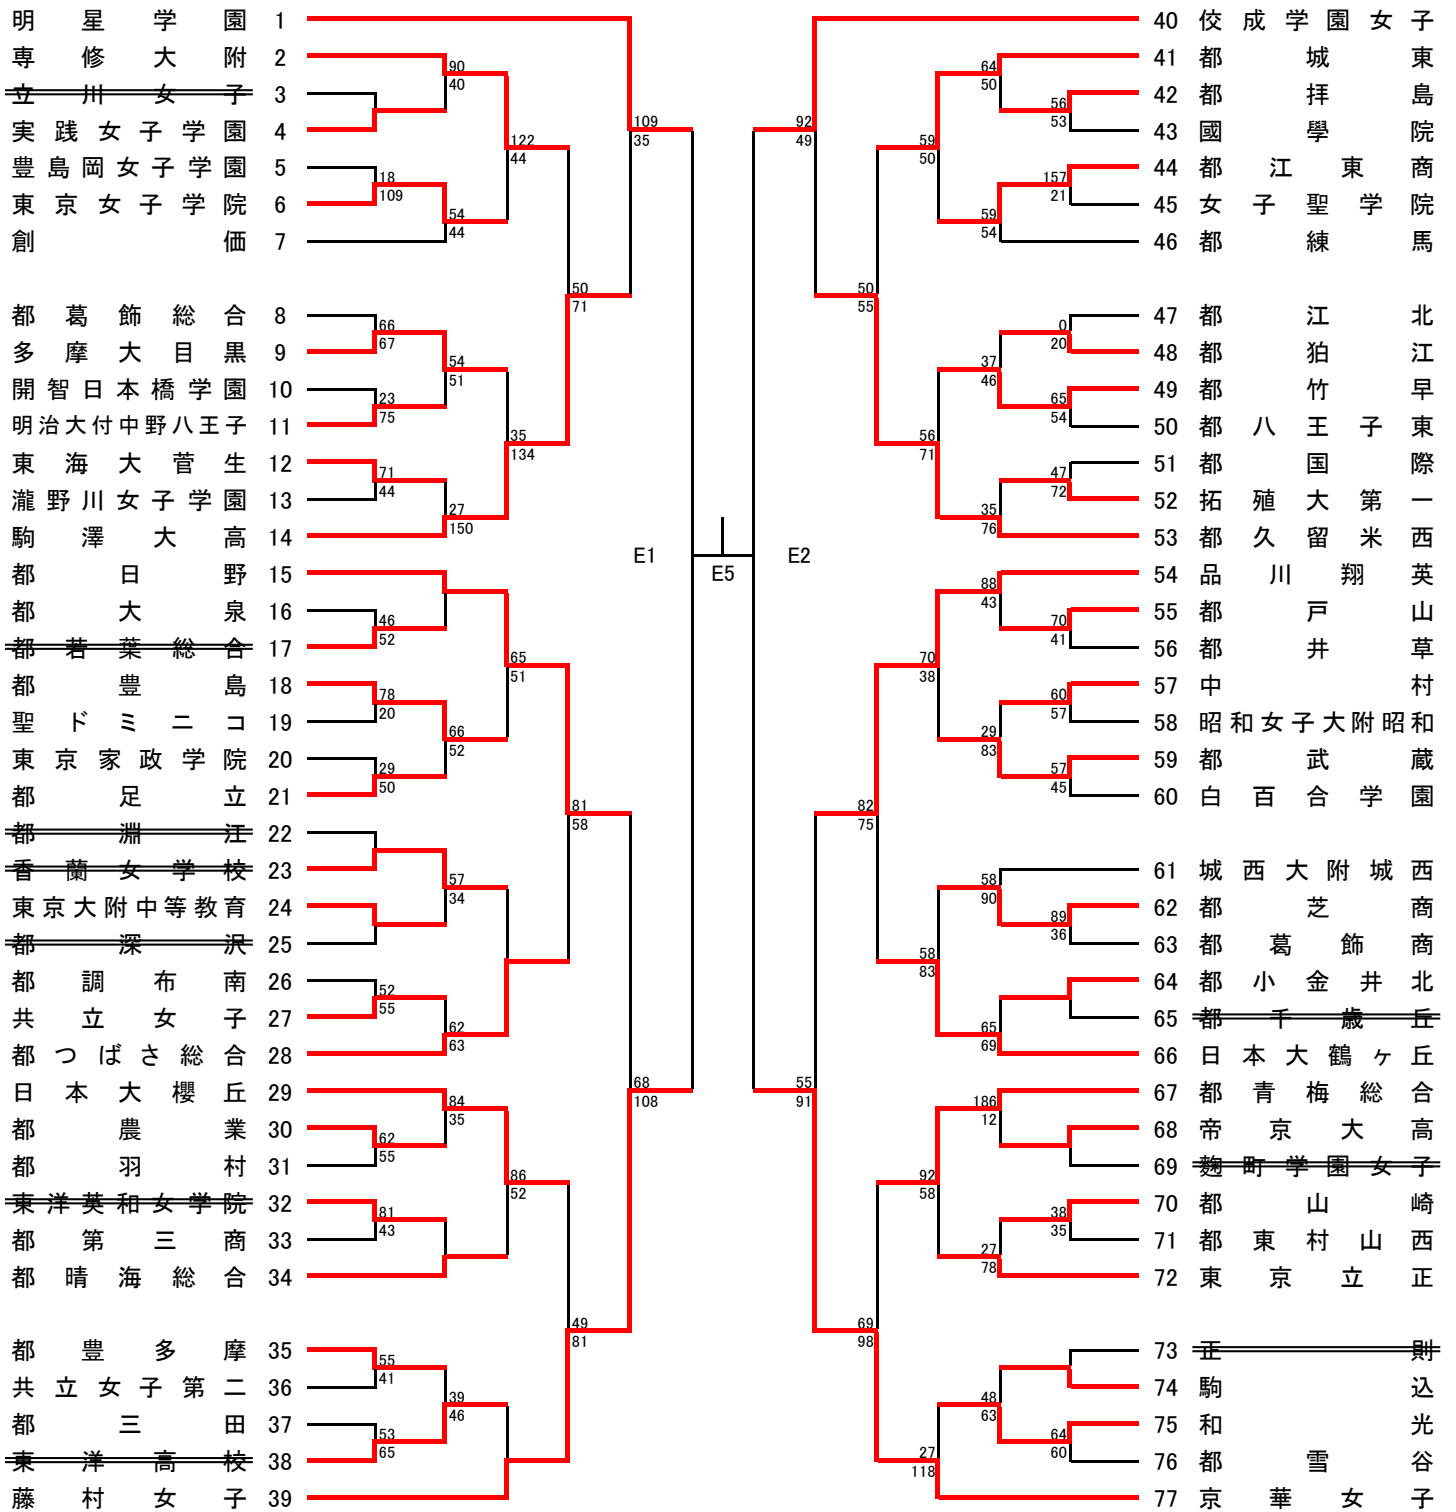 明星学園 1
専修大附 2
90
40
立川女子 3
実践女子学園 4
122
44
豊島岡女子学園 5
18
109
東京女子学院 6
54
44
創価 7
109
35
50
71
都葛飾総合 8
66
67
多摩大目黒 9
54
51
開智日本橋学園 10
23
75
明治大付中野八王子 11
35
134
東海大菅生 12
71
44
瀧野川女子学園 13
27
150
駒澤大高 14
都日野 15
都大泉 16
46
52
都若葉総合 17
65
51
都豊島 18
78
20
聖ドミニコ 19
66
52
東京家政学院 20
29
50
都足立 21
81
58
都淵江 22
香蘭女学校 23
57
34
東京大附中等教育 24
都深沢 25
都調布南 26
52
55
共立女子 27
62
63
都つばさ総合 28
68
108
日本大櫻丘 29
84
35
都農業 30
62
55
都羽村 31
86
52
東洋英和女学院 32
81
43
都第三商 33
都晴海総合 34
49
81
都豊多摩 35
55
41
共立女子第二 36
39
46
都三田 37
53
65
東洋高校 38
藤村女子 39
E1
E5
E2
40 佼成学園女子
41 都城東
64
50
42 都拝島
56
53
43 國學院
92
49
59
50
44 都江東商
157
21
45 女子聖学院
59
54
46 都練馬
50
55
47 都江北
0
20
48 都狛江
37
46
49 都竹早
65
54
50 都八王子東
56
71
51 都国際
47
72
52 拓殖大第一
35
76
53 都久留米西
54 品川翔英
88
43
55 都戸山
70
41
56 都井草
70
38
57 中村
60
57
58 昭和女子大附昭和
29
83
59 都武蔵
57
45
60 白百合学園
82
75
61 城西大附城西
58
90
62 都芝商
89
36
63 都葛飾商
58
83
64 都小金井北
65 都千歳丘
65
69
66 日本大鶴ヶ丘
55
91
67 都青梅総合
186
12
68 帝京大高
69 麹町学園女子
92
58
70 都山崎
38
35
71 都東村山西
27
78
72 東京立正
69
98
73 正則
74 駒込
48
63
75 和光
64
60
76 都雪谷
27
118
77 京華女子